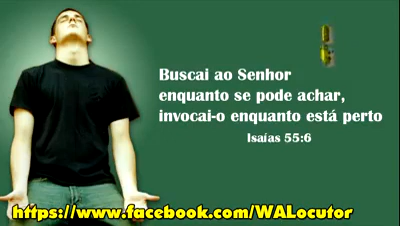 Buscai ao Senhor
enquanto se pode achar,
invocai-o enquanto está perto
Isaías 55:6
https://www.facebook.com/WALocutor